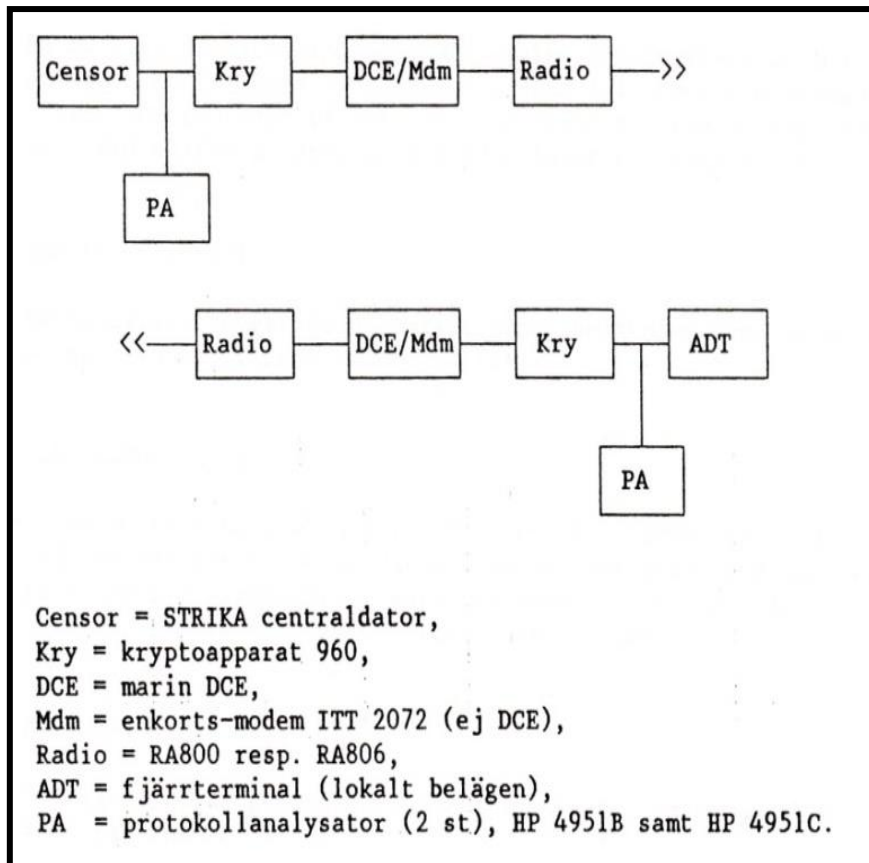 Censor Kry DCE/Mdm Radio >>
PA
<< Radio DCE/Mdm Kry ADT
PA
Censor = STRIKA centraldator,
Kry = kryptoapparat 960,
DCE = marin DCE,
Mdm = enkorts-modem ITT 2072 (ej DCE),
Radio = RA800 resp. RA806,
ADT = fjärrterminal (lokalt belägen),
PA = protokollanalysator (2 st), HP 4951B samt HP 4951C.